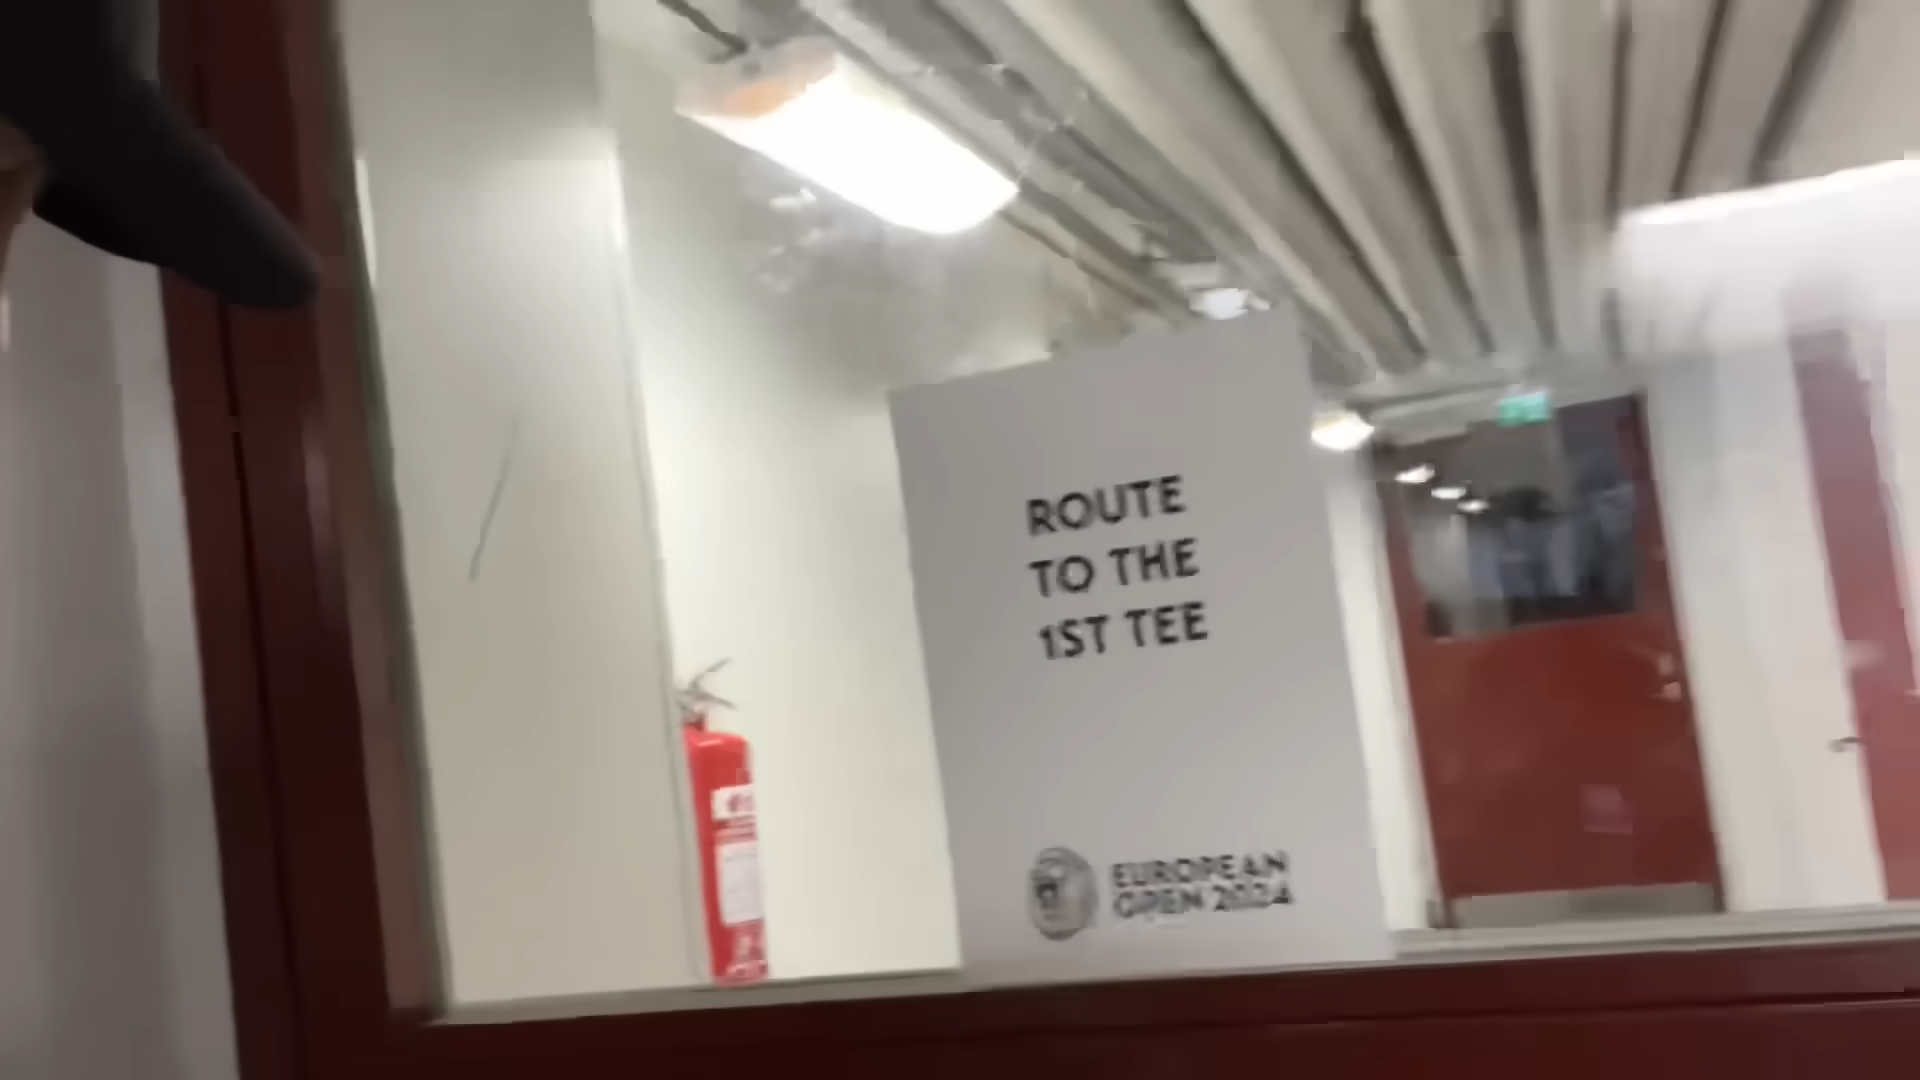 ROUTE
TO THE
1ST TEE
EUROPEAN
OPEN 2024